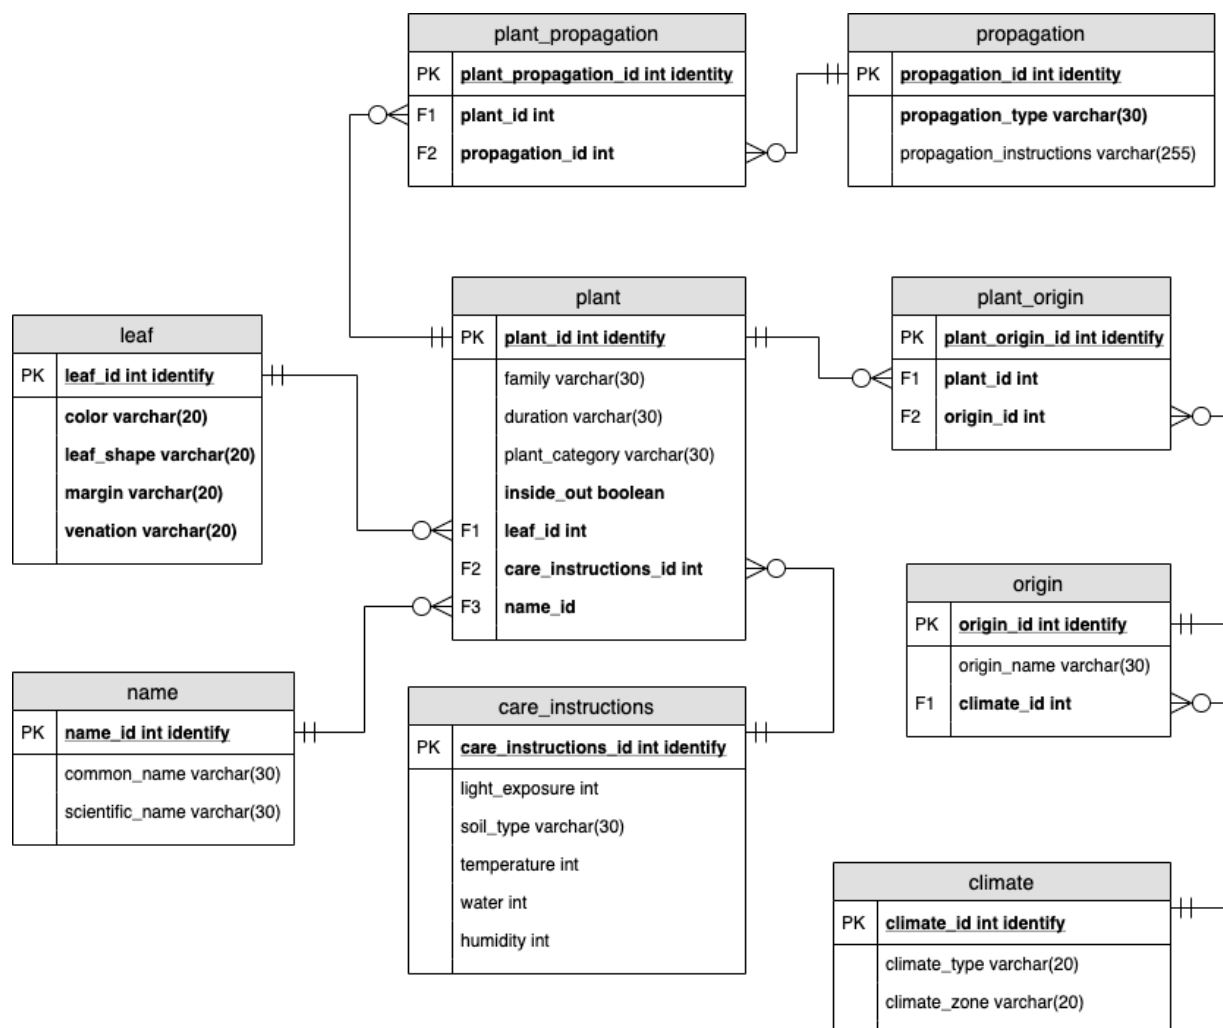 plant_propagation
PK plant_propagation_id int identity
F1 plant_id int
F2 propagation_id int
propagation
PK propagation_id int identity
propagation_type varchar(30)
propagation_instructions varchar(255)
leaf
PK leaf_id int identify
color varchar(20)
leaf_shape varchar(20)
margin varchar(20)
venation varchar(20)
plant
PK plant_id int identify
family varchar(30)
duration varchar(30)
plant_category varchar(30)
inside_out boolean
F1 leaf_id int
F2 care_instructions_id int
F3 name_id
plant_origin
PK plant_origin_id int identify
F1 plant_id int
F2 origin_id int
origin
PK origin_id int identify
origin_name varchar(30)
F1 climate_id int
name
PK name_id int identify
common_name varchar(30)
scientific_name varchar(30)
care_instructions
PK care_instructions_id int identify
light_exposure int
soil_type varchar(30)
temperature int
water int
humidity int
climate
PK climate_id int identify
climate_type varchar(20)
climate_zone varchar(20)